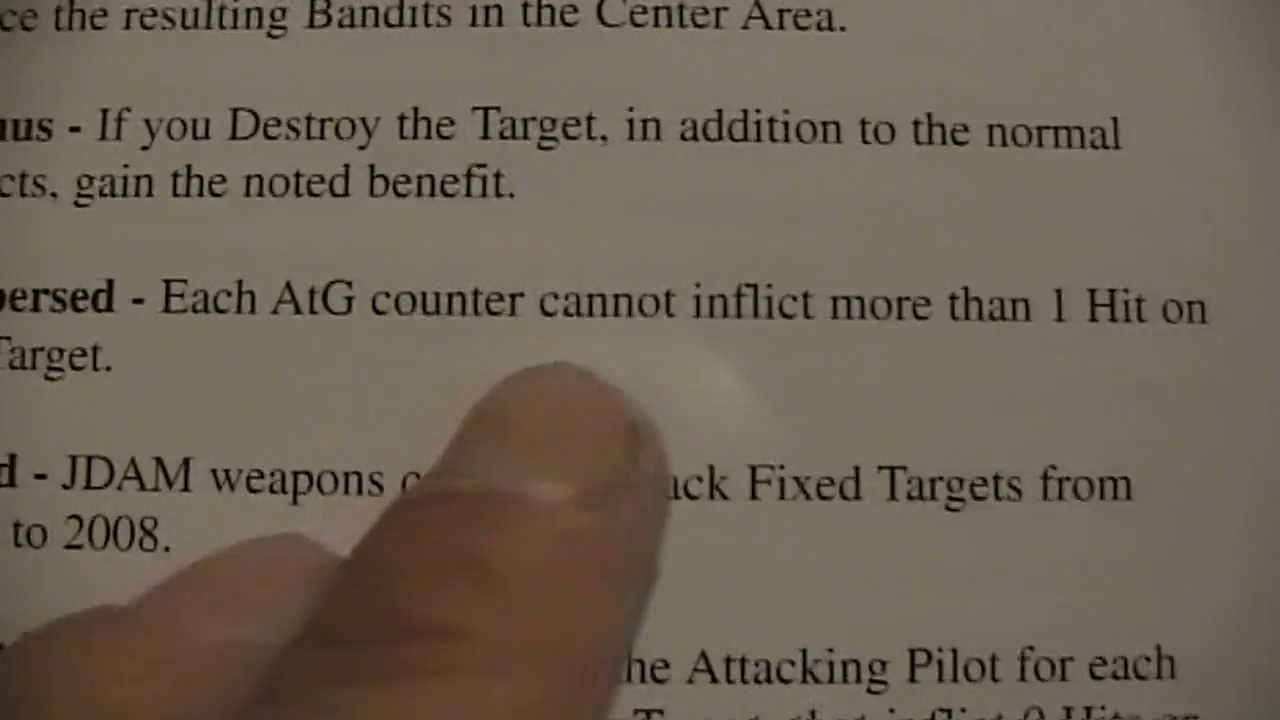 ce the resulting Bandits in the Center Area.
nus - If you Destroy the Target, in addition to the normal
cts, gain the noted benefit.
persed - Each AtG counter cannot inflict more than 1 Hit on
Target.
d - JDAM weapons ack Fixed Targets from
to 2008.
he Attacking Pilot for each